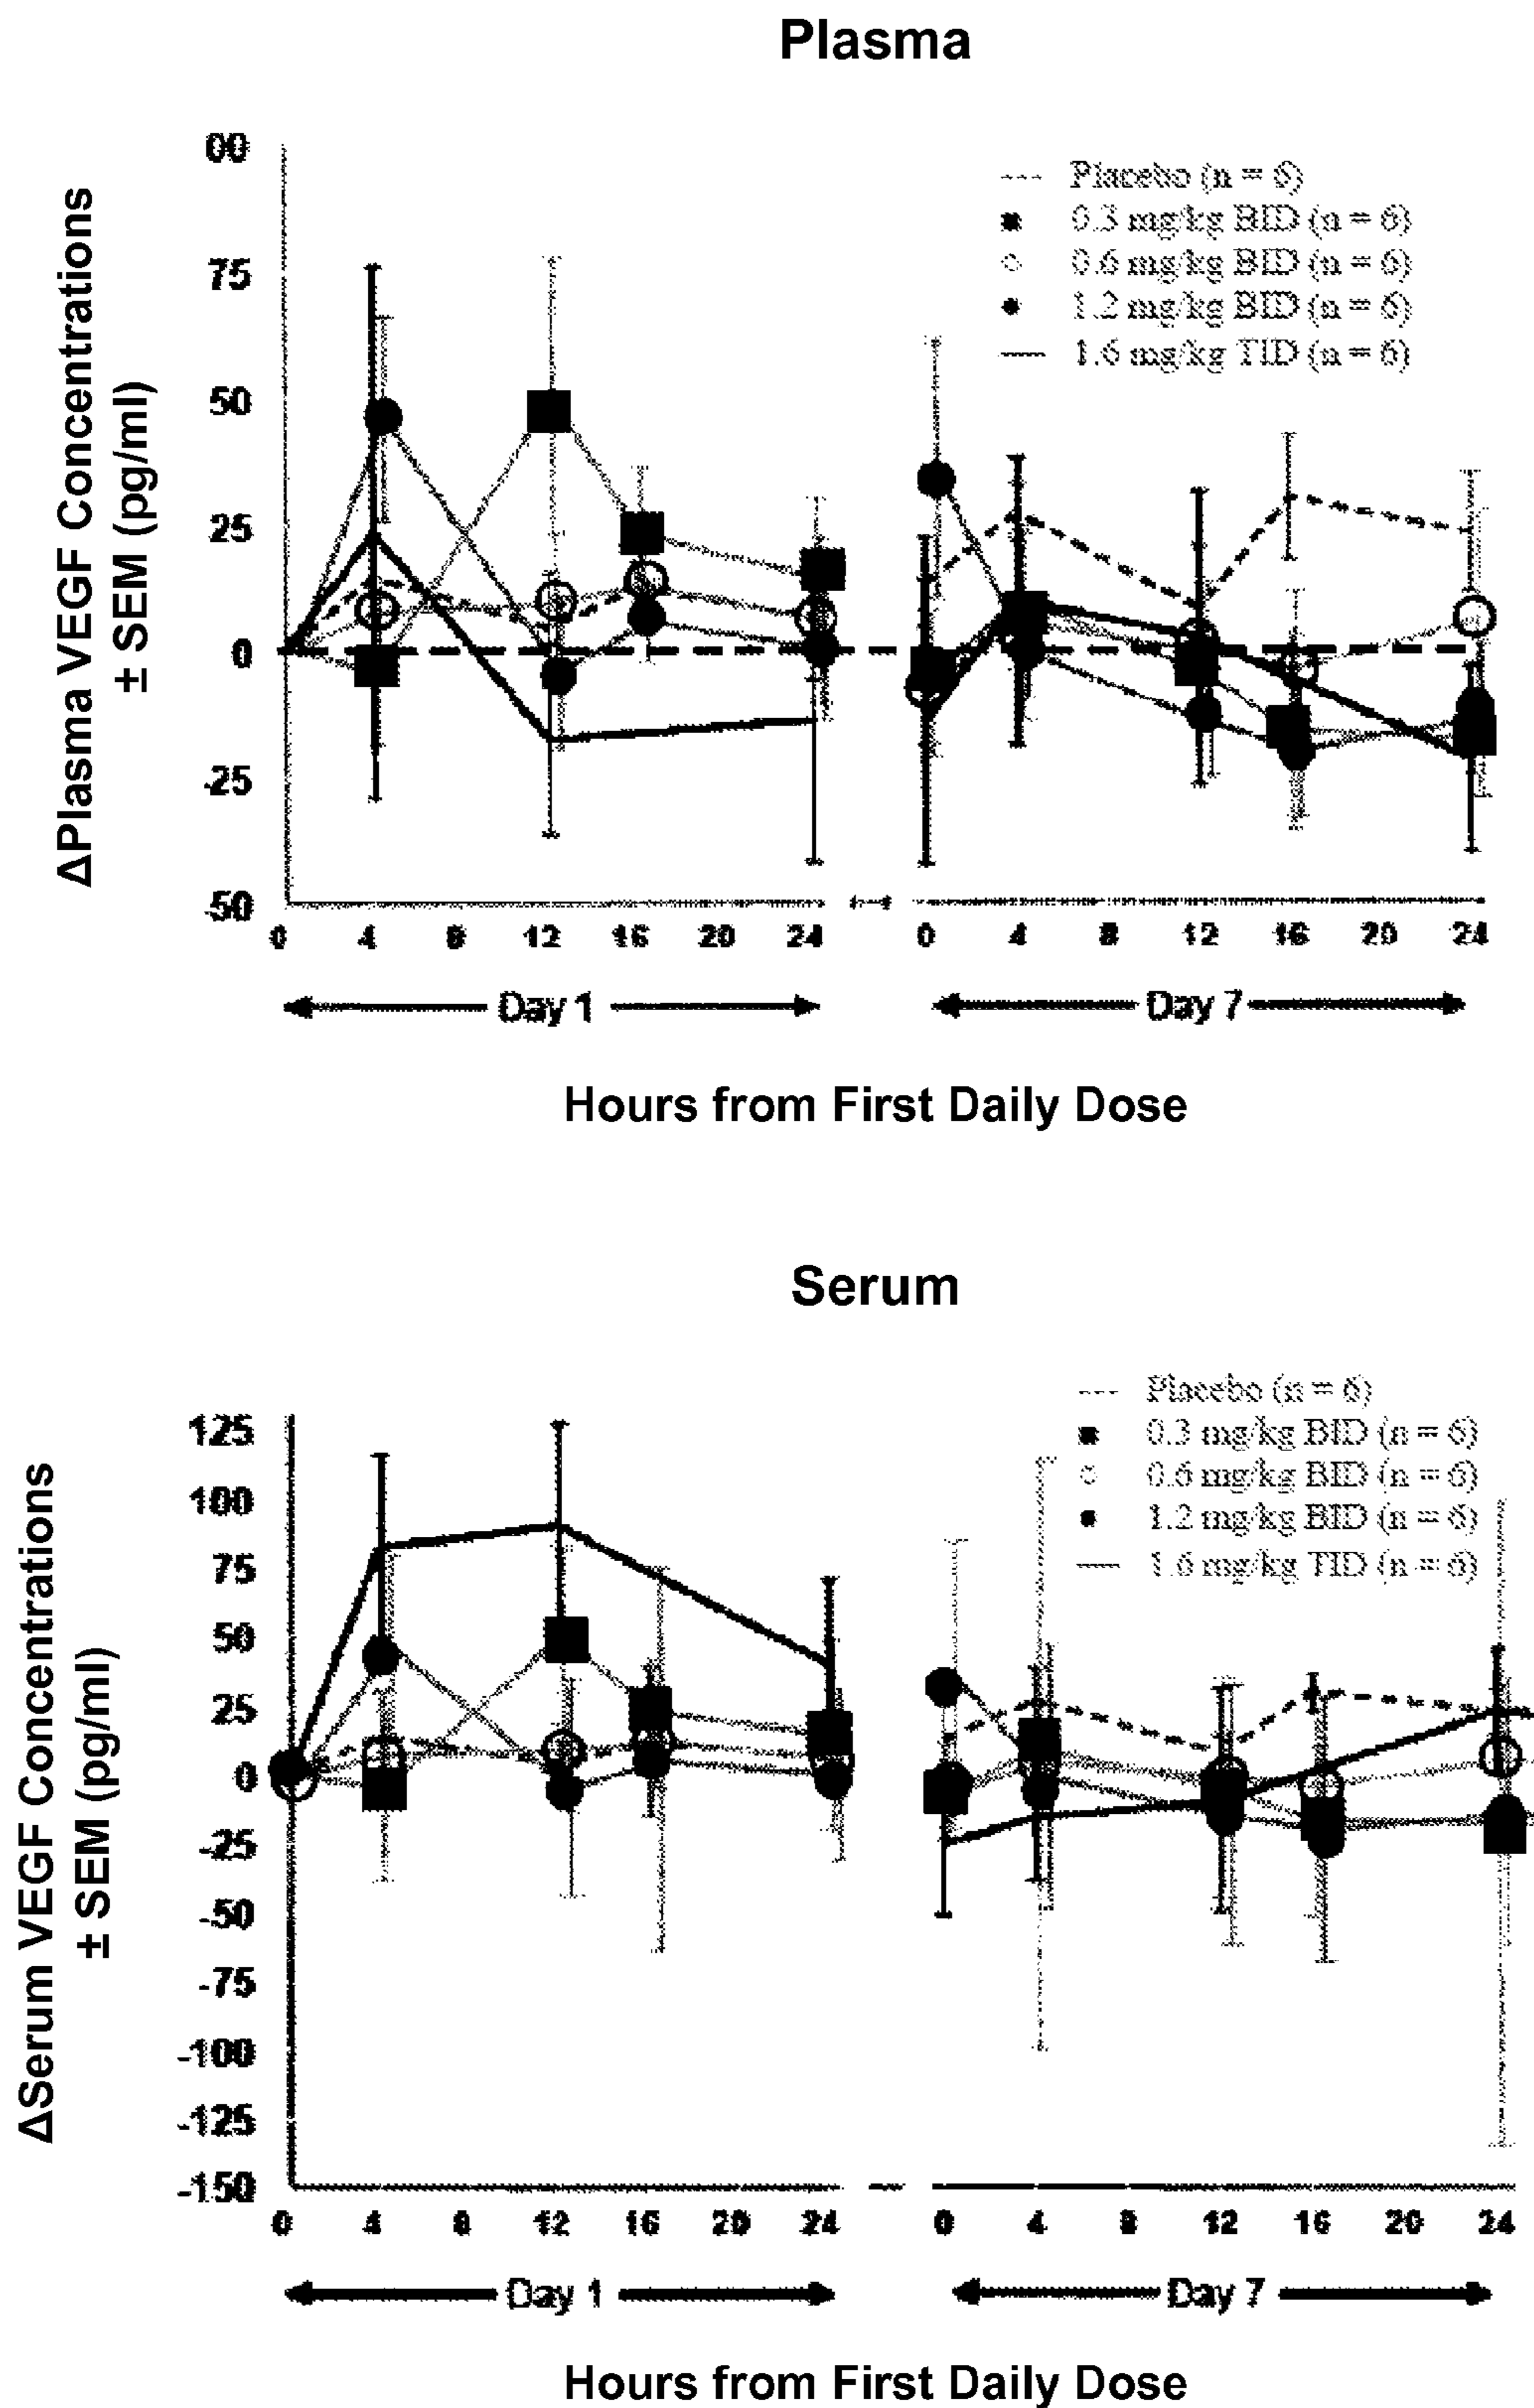 Plasma
ΔPlasma VEGF Concentrations
± SEM (pg/ml)
00
75
50
25
0
-25
-50
--- Placebo (n = 6)
■ 0.3 mg/kg BID (n = 6)
○ 0.6 mg/kg BID (n = 6)
● 1.2 mg/kg BID (n = 6)
— 1.6 mg/kg TID (n = 6)
0 4 8 12 16 20 24 0 4 8 12 16 20 24
Day 1 Day 7
Hours from First Daily Dose
Serum
ΔSerum VEGF Concentrations
± SEM (pg/ml)
125
100
75
50
25
0
-25
-50
-75
-100
-125
-150
--- Placebo (n = 6)
■ 0.3 mg/kg BID (n = 6)
○ 0.6 mg/kg BID (n = 6)
● 1.2 mg/kg BID (n = 6)
— 1.6 mg/kg TID (n = 6)
0 4 8 12 16 20 24 0 4 8 12 16 20 24
Day 1 Day 7
Hours from First Daily Dose